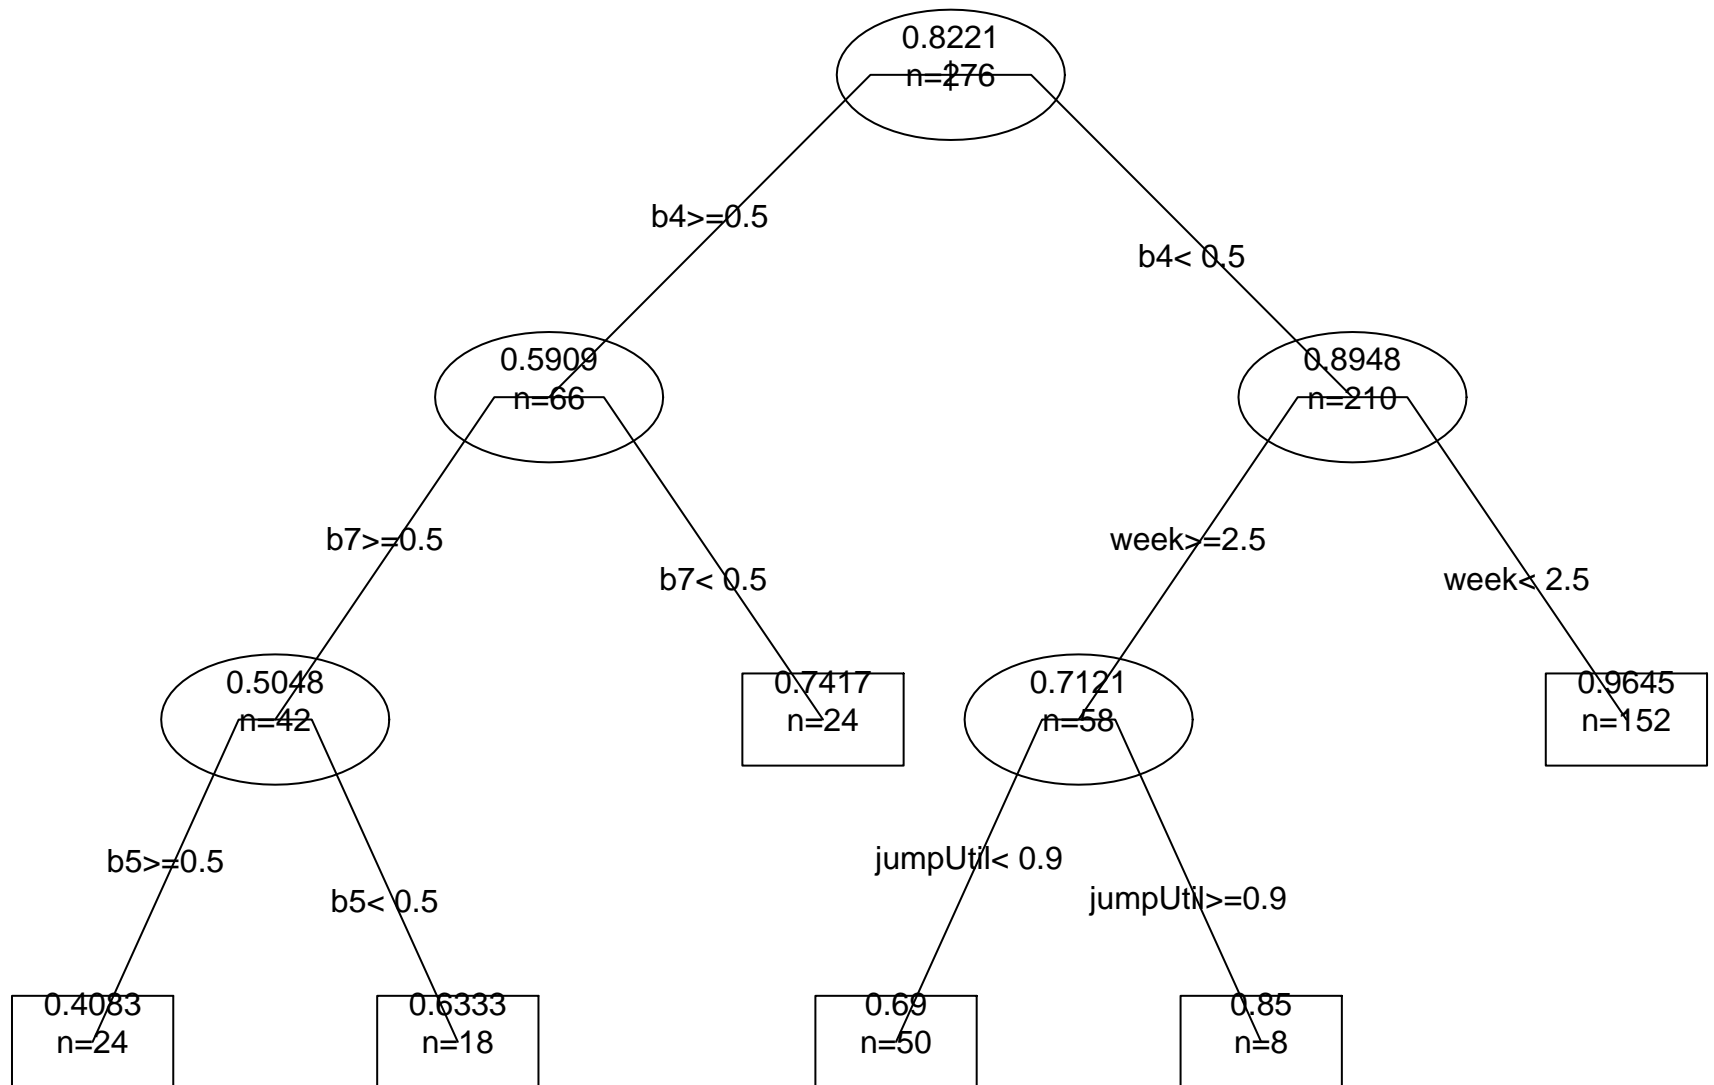 0.8221
n=276
b4>=0.5
b4< 0.5
0.5909
n=66
0.8948
n=210
b7>=0.5
b7< 0.5
week>=2.5
week< 2.5
0.5048
n=42
0.7417
n=24
0.7121
n=58
0.9645
n=152
b5>=0.5
b5< 0.5
jumpUtil< 0.9
jumpUtil>=0.9
0.4083
n=24
0.6333
n=18
0.69
n=50
0.85
n=8